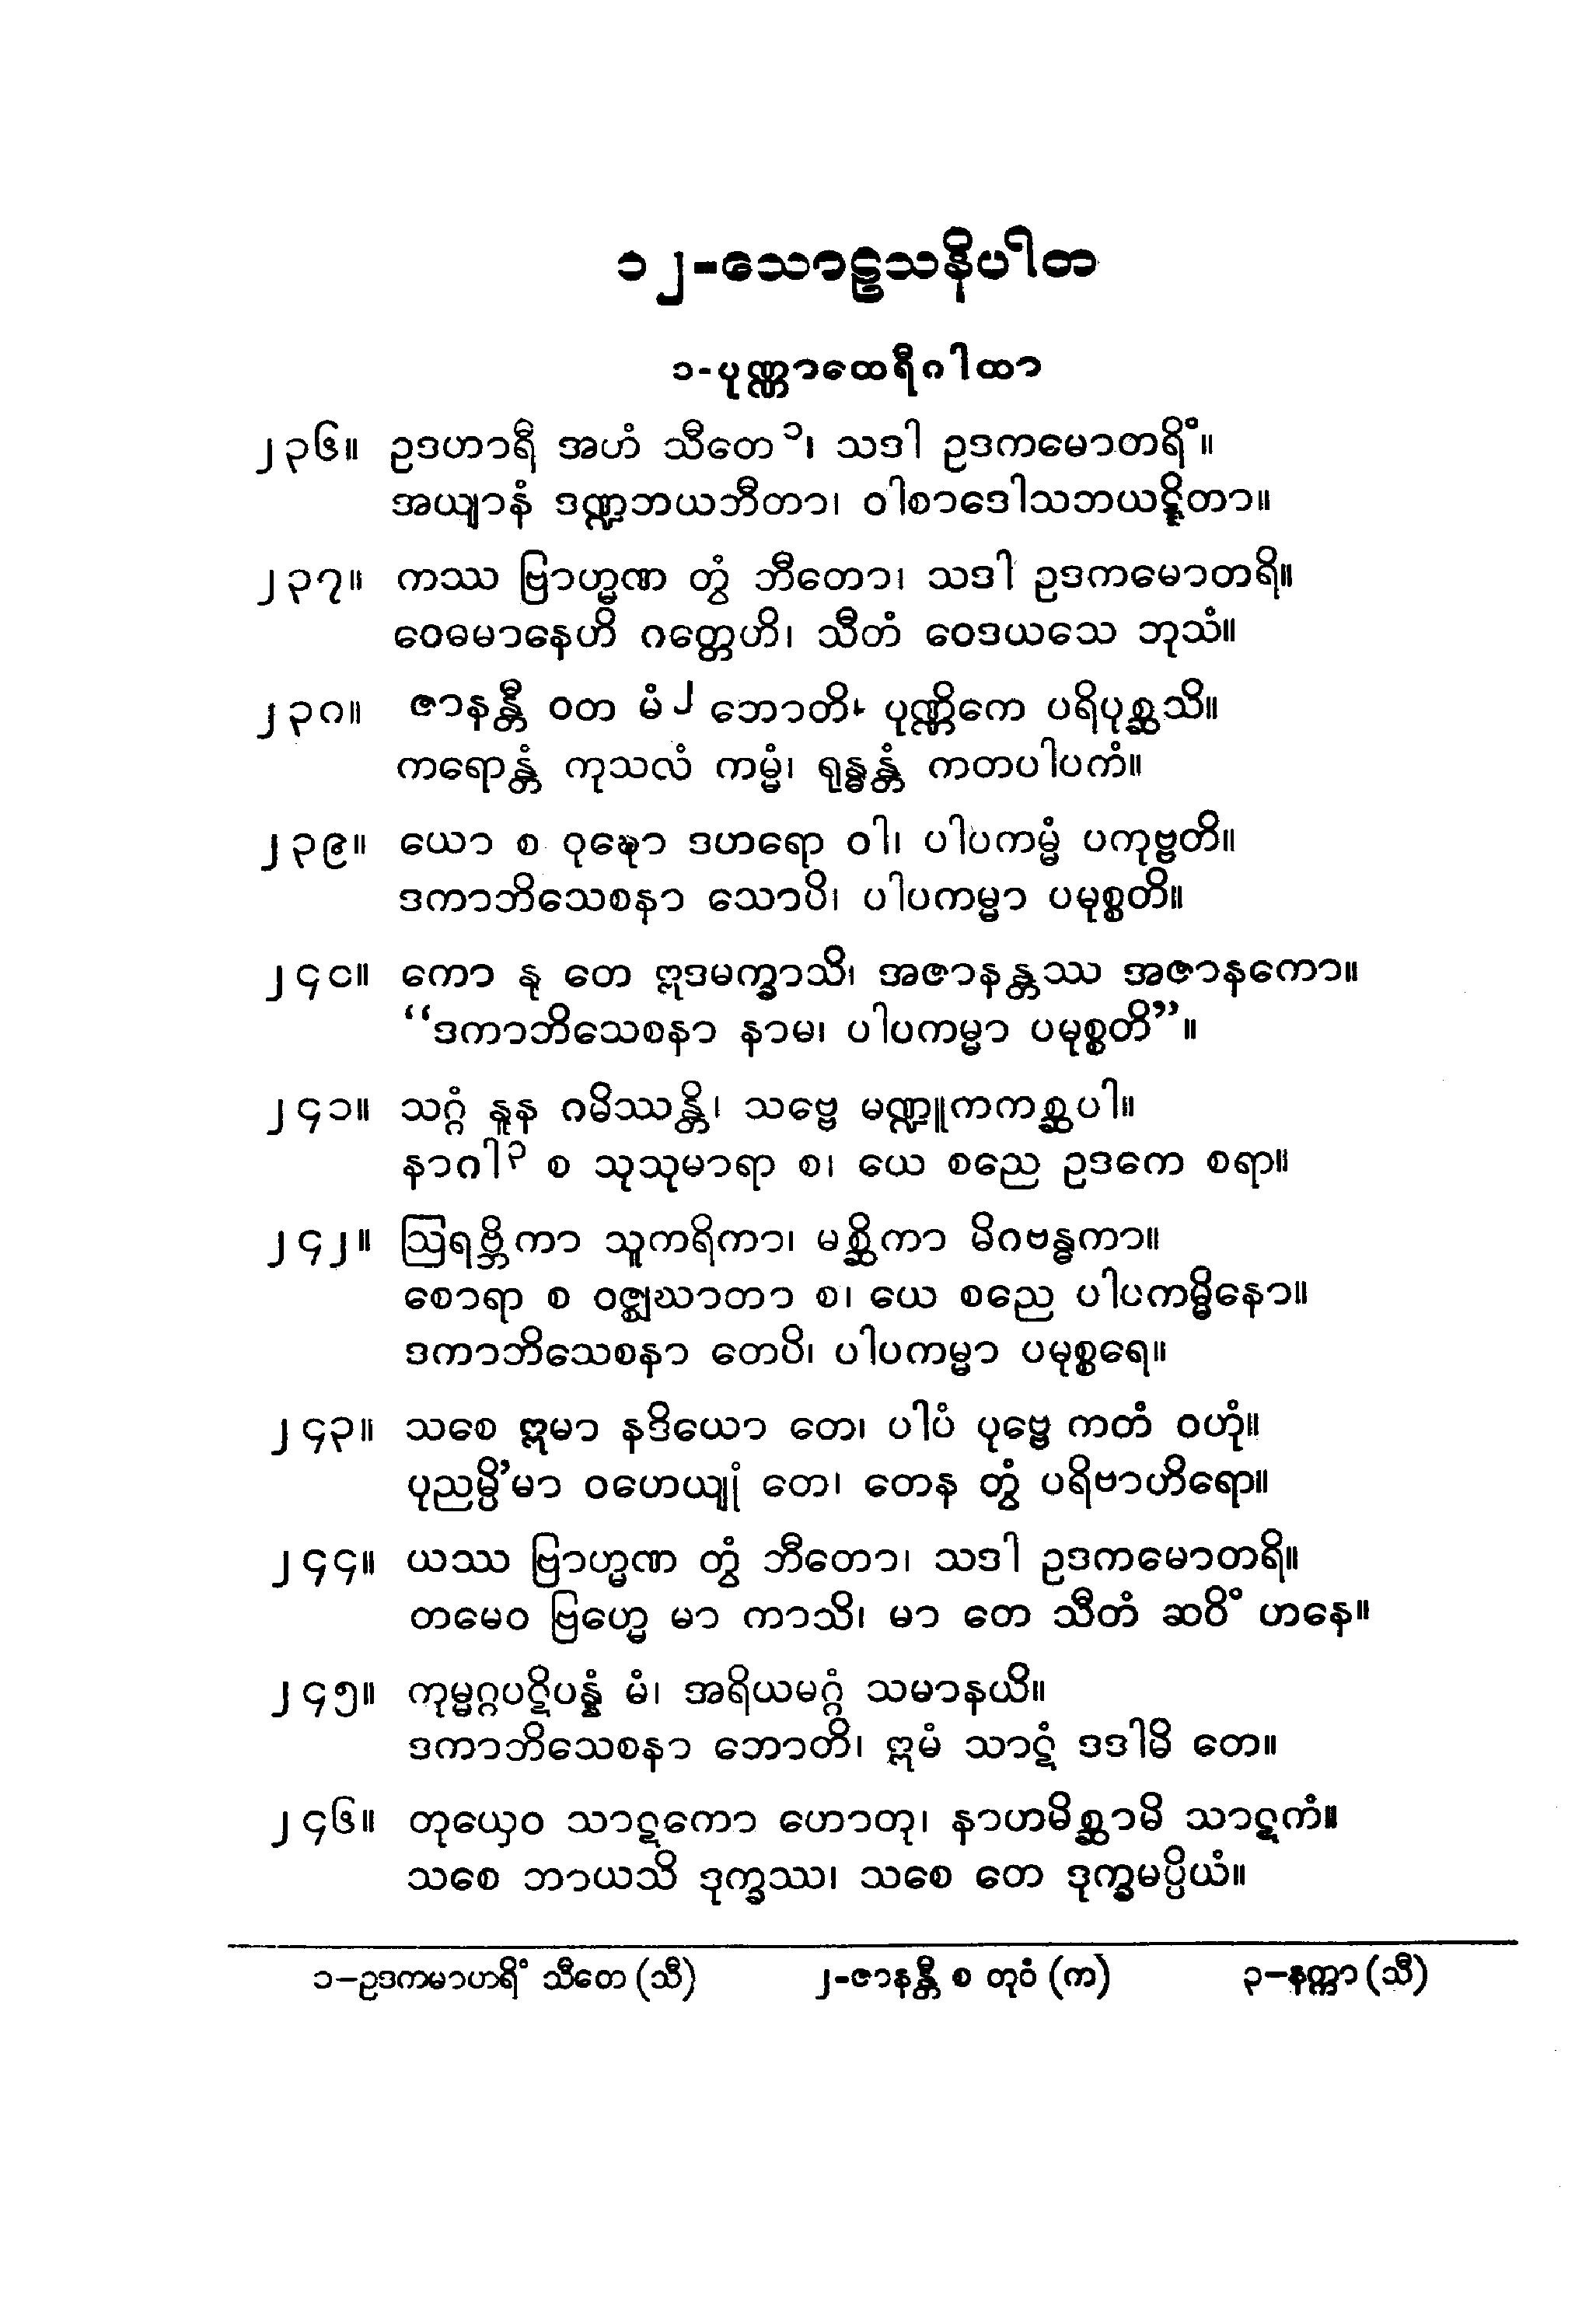 ၁၂-သောဠသနိပါတ
၁-ပုဏ္ဏာထေရီဂါထာ
၂၃၆။ ဥဒဟာရီ အဟံ သီတေ ၁၊ သဒါ ဥဒကမောတရိံ။
အယျာနံ ဒဏ္ဍဘယဘီတာ၊ ဝါစာဒေါသဘယဋ္ဋိတာ။
၂၃၇။ ကဿ ဗြာဟ္မဏ တွံ ဘီတော၊ သဒါ ဥဒကမောတရိ။
ဝေဓမာနေဟိ ဂတ္တေဟိ၊ သီတံ ဝေဒယသေ ဘုသံ။
၂၃၈။ ဇာနန္တီ ဝတ မံ ၂ ဘောတိ၊ ပုဏ္ဏိကေ ပရိပုစ္ဆသိ။
ကရောန္တံ ကုသလံ ကမ္မံ၊ ရုန္ဓန္တံ ကတပါပကံ။
၂၃၉။ ယော စ ဝုဍ္ဎော ဒဟရော ဝါ၊ ပါပကမ္မံ ပကုဗ္ဗတိ။
ဒကာဘိသေစနာ သောပိ၊ ပါပကမ္မာ ပမုစ္စတိ။
၂၄၀။ ကော နု တေ ဣဒမက္ခာသိ၊ အဇာနန္တဿ အဇာနကော။
“ဒကာဘိသေစနာ နာမ၊ ပါပကမ္မာ ပမုစ္စတိ”။
၂၄၁။ သဂ္ဂံ နူန ဂမိဿန္တိ၊ သဗ္ဗေ မဏ္ဍူကကစ္ဆပါ။
နာဂါ ၃ စ သုသုမာရာ စ၊ ယေ စညေ ဥဒကေ စရာ။
၂၄၂။ ဩရဗ္ဘိကာ သူကရိကာ၊ မစ္ဆိကာ မိဂဗန္ဓကာ။
စောရာ စ ဝဇ္ဈဃာတာ စ၊ ယေ စညေ ပါပကမ္မိနော။
ဒကာဘိသေစနာ တေပိ၊ ပါပကမ္မာ ပမုစ္စရေ။
၂၄၃။ သစေ ဣမာ နဒိယော တေ၊ ပါပံ ပုဗ္ဗေ ကတံ ဝဟုံ။
ပုညမ္ပိ’မာ ဝဟေယျုံ တေ၊ တေန တွံ ပရိဗာဟိရော။
၂၄၄။ ယဿ ဗြာဟ္မဏ တွံ ဘီတော၊ သဒါ ဥဒကမောတရိ။
တမေဝ ဗြဟ္မေ မာ ကာသိ၊ မာ တေ သီတံ ဆဝိံ ဟနေ။
၂၄၅။ ကုမ္မဂ္ဂပဋိပန္နံ မံ၊ အရိယမဂ္ဂံ သမာနယိ။
ဒကာဘိသေစနာ ဘောတိ၊ ဣမံ သာဋံ ဒဒါမိ တေ။
၂၄၆။ တုယှေဝ သာဋကော ဟောတု၊ နာဟမိစ္ဆာမိ သာဋကံ။
သစေ ဘာယသိ ဒုက္ခဿ၊ သစေ တေ ဒုက္ခမပ္ပိယံ။
၁–ဥဒကမာဟရိံ သီတေ (သီ) ၂-ဇာနန္တီ စ တုဝံ (က) ၃–နက္ကာ (သီ)